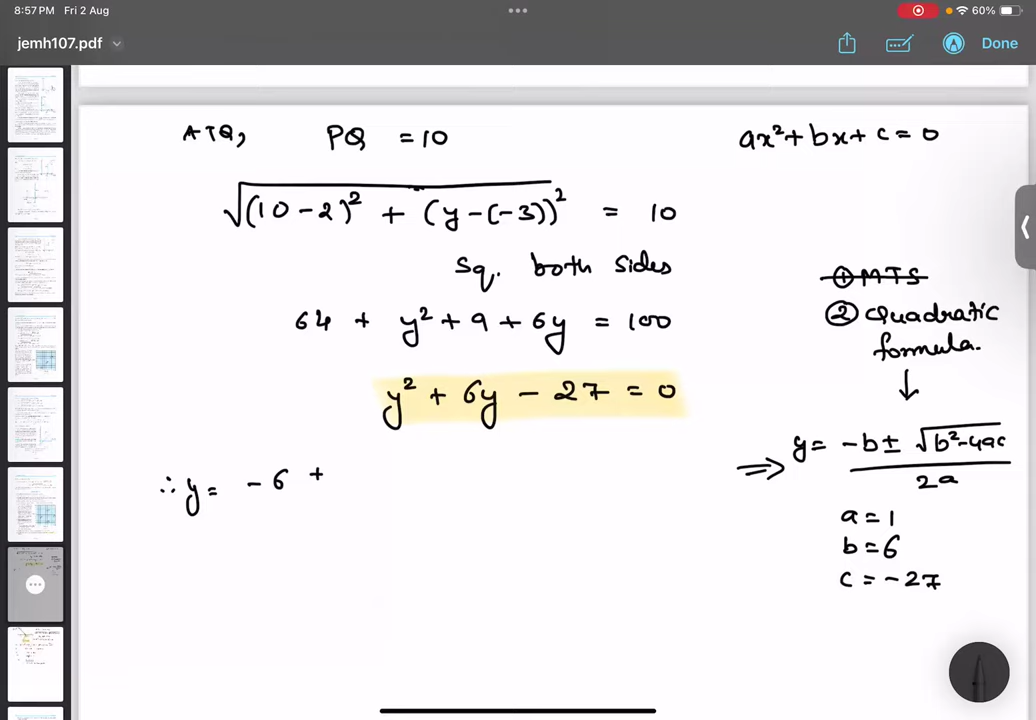 8:57PM Fri 2 Aug
60%
jemh107.pdf
Done
ATQ, PQ = 10
ax² + bx + c = 0
√(10 - 2)² + (y - (-3))² = 10
sq. both sides
64 + y² + 9 + 6y = 100
y² + 6y - 27 = 0
∴ y = - 6 +
① MTS
② Quadratic
formula.
↓
⇒ y = -b ± √b²-4ac
2a
a = 1
b = 6
c = -27